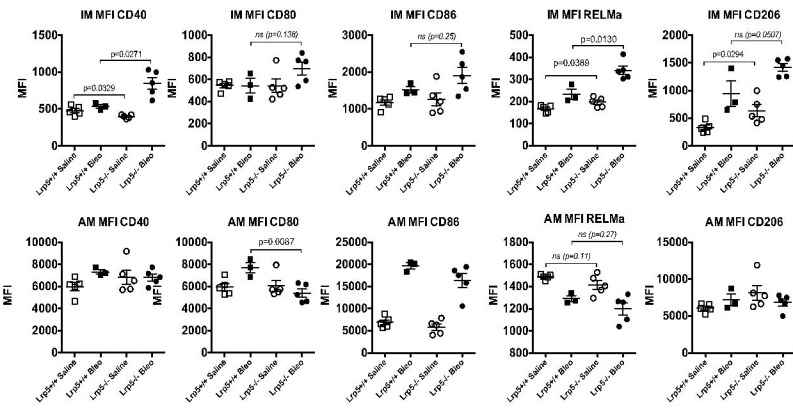 IM MFI CD40
IM MFI CD80
IM MFI CD86
IM MFI RELMa
IM MFI CD206
MFI
1500
1000
500
0
p=0.0271
p=0.0329
Lrp5+/+ Saline
Lrp5+/+ Bleo
Lrp5-/- Saline
Lrp5-/- Bleo
MFI
1000
800
600
400
200
0
ns (p=0.138)
Lrp5+/+ Saline
Lrp5+/+ Bleo
Lrp5-/- Saline
Lrp5-/- Bleo
MFI
3000
2000
1000
0
ns (p=0.25)
Lrp5+/+ Saline
Lrp5+/+ Bleo
Lrp5-/- Saline
Lrp5-/- Bleo
MFI
500
400
300
200
100
0
p=0.0130
p=0.0389
Lrp5+/+ Saline
Lrp5+/+ Bleo
Lrp5-/- Saline
Lrp5-/- Bleo
MFI
2000
1500
1000
500
0
ns (p=0.0507)
p=0.0294
Lrp5+/+ Saline
Lrp5+/+ Bleo
Lrp5-/- Saline
Lrp5-/- Bleo
AM MFI CD40
AM MFI CD80
AM MFI CD86
AM MFI RELMa
AM MFI CD206
MFI
10000
8000
6000
4000
2000
0
Lrp5+/+ Saline
Lrp5+/+ Bleo
Lrp5-/- Saline
Lrp5-/- Bleo
MFI
10000
8000
6000
4000
2000
0
p=0.0087
Lrp5+/+ Saline
Lrp5+/+ Bleo
Lrp5-/- Saline
Lrp5-/- Bleo
MFI
25000
20000
15000
10000
5000
0
Lrp5+/+ Saline
Lrp5+/+ Bleo
Lrp5-/- Saline
Lrp5-/- Bleo
MFI
1800
1600
1400
1200
1000
800
ns (p=0.27)
ns (p=0.11)
Lrp5+/+ Saline
Lrp5+/+ Bleo
Lrp5-/- Saline
Lrp5-/- Bleo
MFI
15000
10000
5000
0
Lrp5+/+ Saline
Lrp5+/+ Bleo
Lrp5-/- Saline
Lrp5-/- Bleo